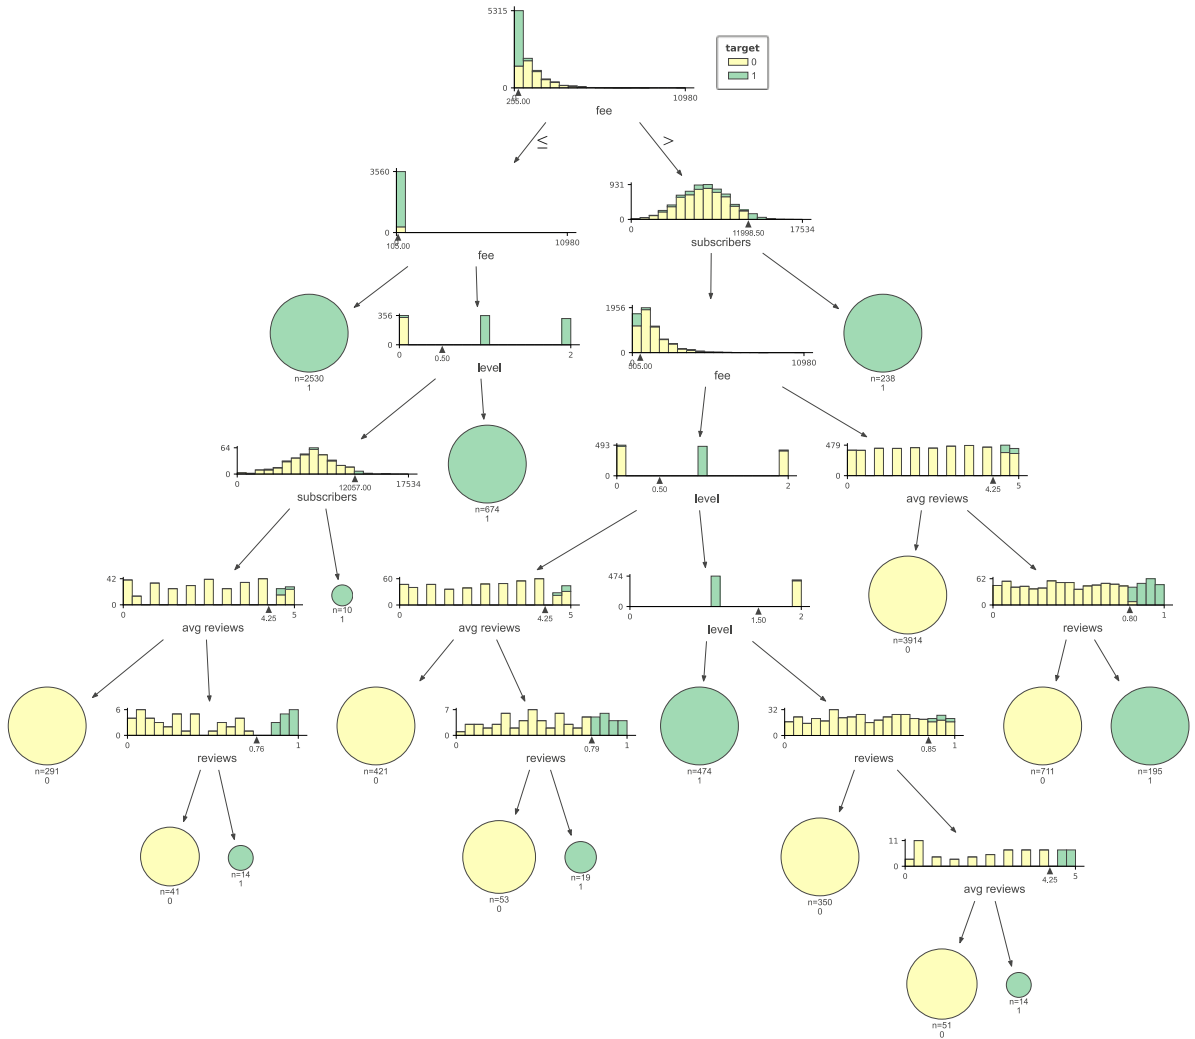 5315
0
255.00
10980
fee
target
0
1
≤
>
3560
0
105.00
10980
fee
931
0
0
11998.50
17534
subscribers
n=2530
1
356
0
0
0.50
2
level
1956
0
505.00
10980
fee
n=238
1
64
0
0
12057.00
17534
subscribers
n=674
1
493
0
0
0.50
2
level
479
0
0
4.25
5
avg reviews
42
0
0
4.25
5
avg reviews
n=10
1
60
0
0
4.25
5
avg reviews
474
0
0
1.50
2
level
n=3914
0
62
0
0
0.80
1
reviews
n=291
0
6
0
0
0.76
1
reviews
n=421
0
7
0
0
0.79
1
reviews
n=474
1
32
0
0
0.85
1
reviews
n=711
0
n=195
1
n=41
0
n=14
1
n=53
0
n=19
1
n=350
0
11
0
0
4.25
5
avg reviews
n=51
0
n=14
1